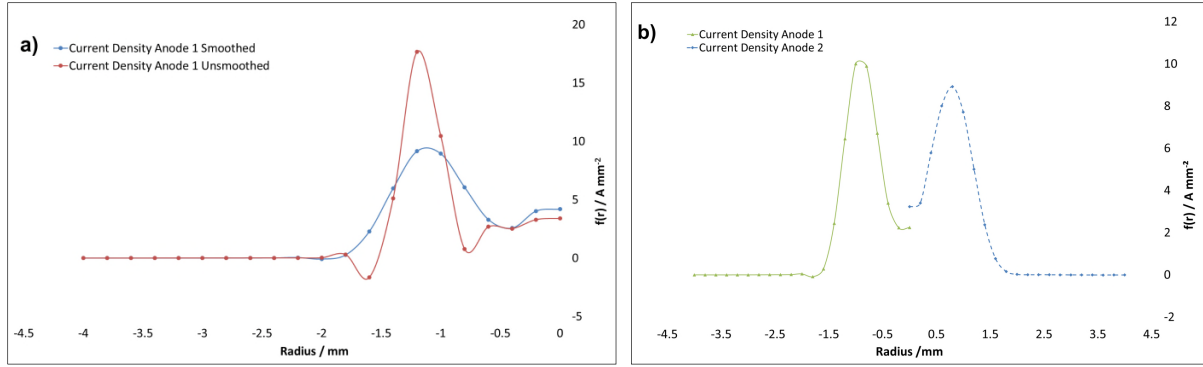 a)
Current Density Anode 1 Smoothed
Current Density Anode 1 Unsmoothed
20
15
10
5
0
-5
f(r) / A mm⁻²
-4.5 -4 -3.5 -3 -2.5 -2 -1.5 -1 -0.5 0
Radius / mm
b)
Current Density Anode 1
Current Density Anode 2
12
10
8
6
4
2
0
-2
f(r) / A mm⁻²
-4.5 -3.5 -2.5 -1.5 -0.5 0.5 1.5 2.5 3.5 4.5
Radius /mm